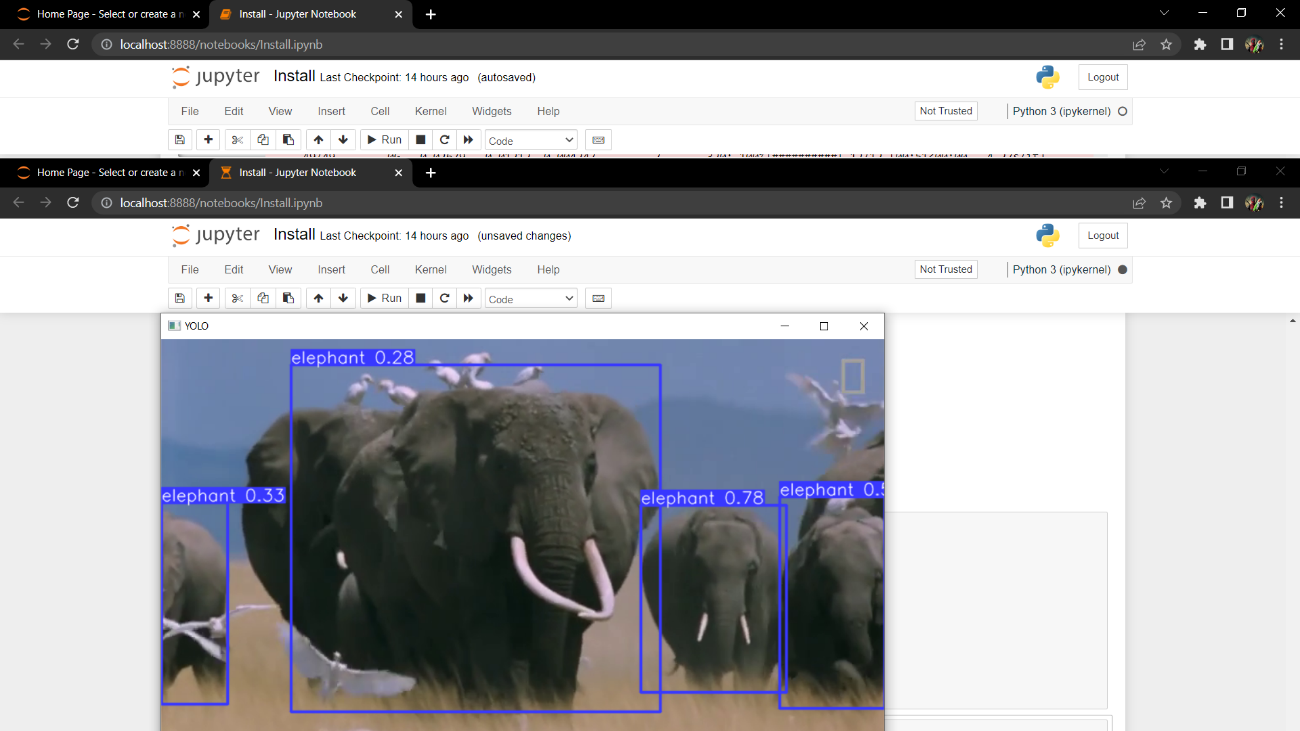 Home Page - Select or create a n
Install - Jupyter Notebook
localhost:8888/notebooks/Install.ipynb
jupyter Install Last Checkpoint: 14 hours ago (autosaved)
Logout
File Edit View Insert Cell Kernel Widgets Help
Not Trusted
Python 3 (ipykernel)
Run
Code
Home Page - Select or create a n
Install - Jupyter Notebook
localhost:8888/notebooks/Install.ipynb
jupyter Install Last Checkpoint: 14 hours ago (unsaved changes)
Logout
File Edit View Insert Cell Kernel Widgets Help
Not Trusted
Python 3 (ipykernel)
Run
Code
YOLO
elephant 0.28
elephant 0.33
elephant 0.78
elephant 0.5